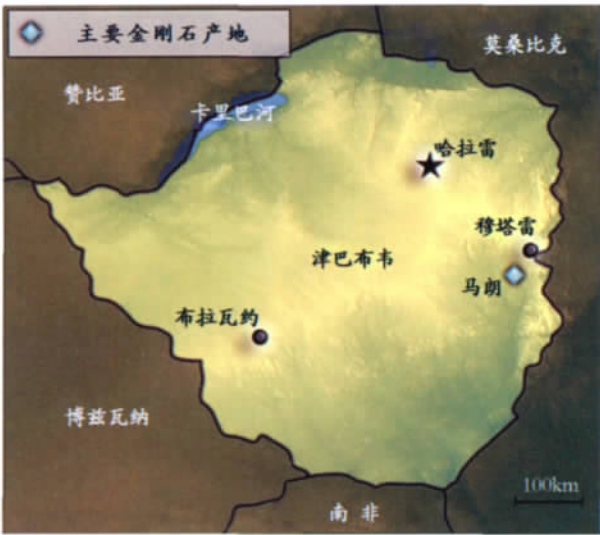 主要金刚石产地
莫桑比克
赞比亚
卡里巴河
哈拉雷
穆塔雷
津巴布韦
马朗
布拉瓦约
博兹瓦纳
100km
南非